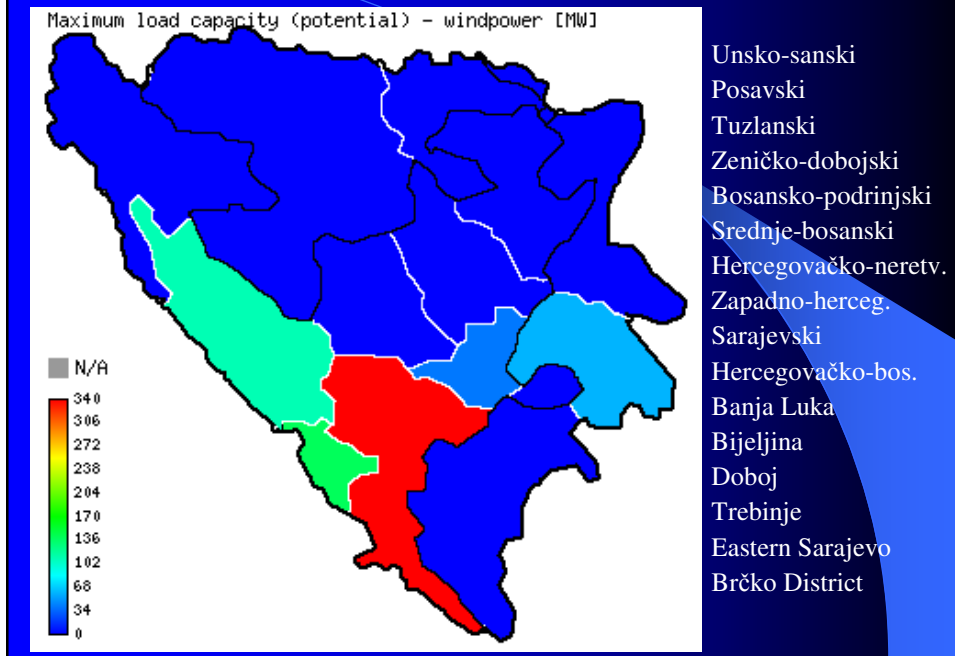 Maximum load capacity (potential) – windpower [MW]
N/A
340
306
272
238
204
170
136
102
68
34
0
Unsko-sanski
Posavski
Tuzlanski
Zeničko-dobojski
Bosansko-podrinjski
Srednje-bosanski
Hercegovačko-neretv.
Zapadno-herceg.
Sarajevski
Hercegovačko-bos.
Banja Luka
Bijeljina
Doboj
Trebinje
Eastern Sarajevo
Brčko District